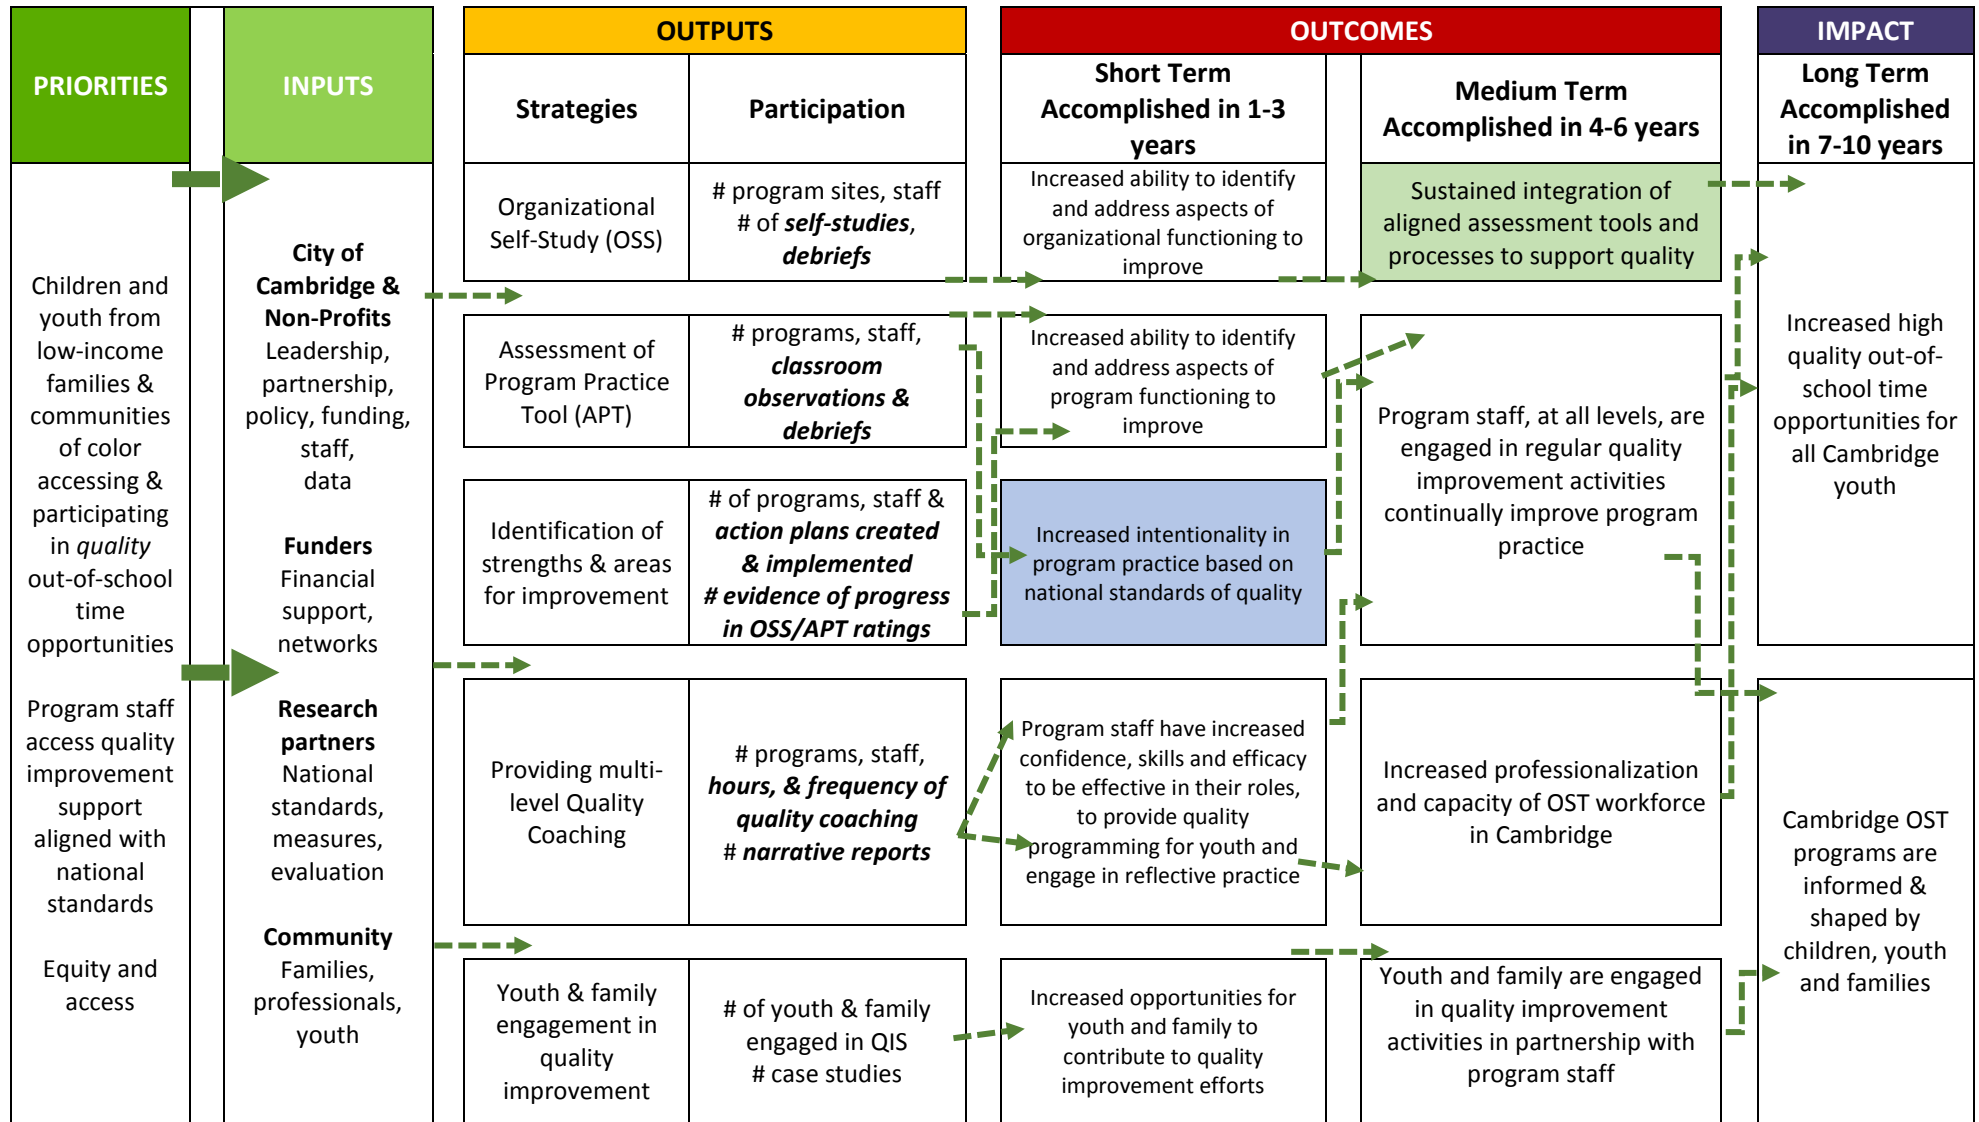 PRIORITIES
Children and
youth from
low-income
families &
communities
of color
accessing &
participating
in quality
out-of-school
time
opportunities
Program staff
access quality
improvement
support
aligned with
national
standards
Equity and
access
INPUTS
City of
Cambridge &
Non-Profits
Leadership,
partnership,
policy, funding,
staff,
data
Funders
Financial
support,
networks
Research
partners
National
standards,
measures,
evaluation
Community
Families,
professionals,
youth
OUTPUTS
Strategies
Participation
Organizational
Self-Study (OSS)
# program sites, staff
# of self-studies,
debriefs
Assessment of
Program Practice
Tool (APT)
# programs, staff,
classroom
observations &
debriefs
Identification of
strengths & areas
for improvement
# of programs, staff &
action plans created
& implemented
# evidence of progress
in OSS/APT ratings
Providing multi-
level Quality
Coaching
# programs, staff,
hours, & frequency of
quality coaching
# narrative reports
Youth & family
engagement in
quality
improvement
# of youth & family
engaged in QIS
# case studies
OUTCOMES
Short Term
Accomplished in 1-3
years
Increased ability to identify
and address aspects of
organizational functioning to
improve
Increased ability to identify
and address aspects of
program functioning to
improve
Increased intentionality in
program practice based on
national standards of quality
Program staff have increased
confidence, skills and efficacy
to be effective in their roles,
to provide quality
programming for youth and
engage in reflective practice
Increased opportunities for
youth and family to
contribute to quality
improvement efforts
Medium Term
Accomplished in 4-6 years
Sustained integration of
aligned assessment tools and
processes to support quality
Program staff, at all levels, are
engaged in regular quality
improvement activities
continually improve program
practice
Increased professionalization
and capacity of OST workforce
in Cambridge
Youth and family are engaged
in quality improvement
activities in partnership with
program staff
IMPACT
Long Term
Accomplished
in 7-10 years
Increased high
quality out-of-
school time
opportunities for
all Cambridge
youth
Cambridge OST
programs are
informed &
shaped by
children, youth
and families